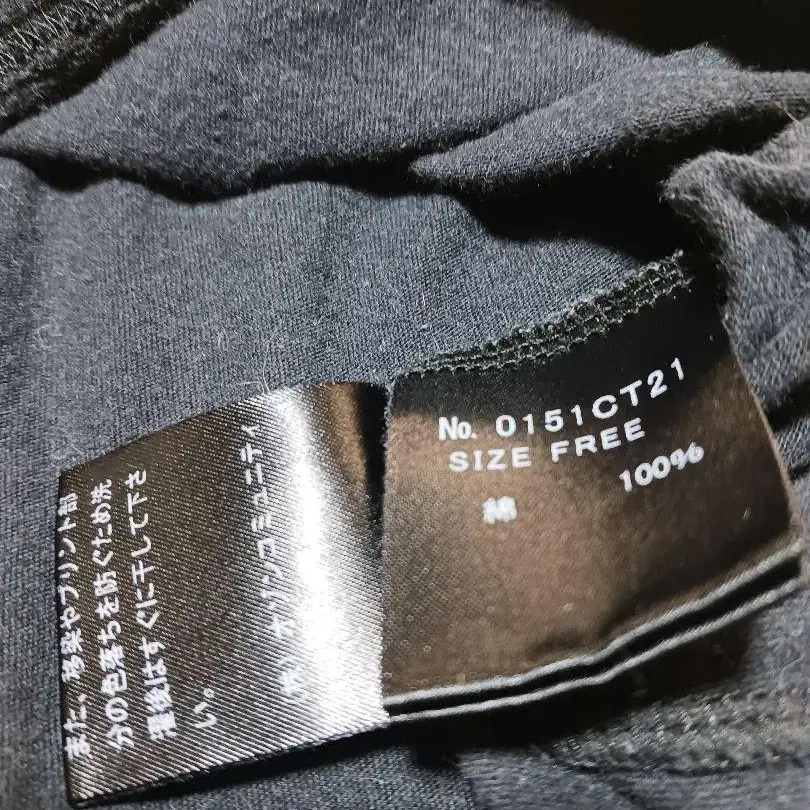 No. 0151CT21
SIZE FREE
綿 100%
また、移染やプリント部
分の色落ちを防ぐため洗
濯後はすぐに干して下さ
い。
(株)オゾンコミュニティ